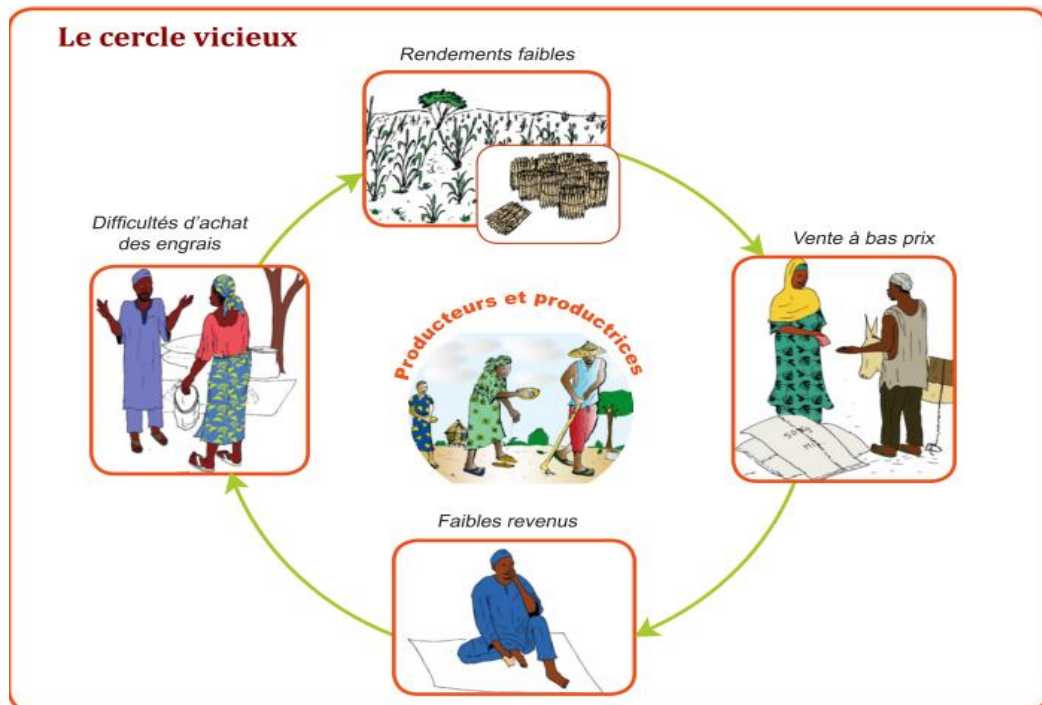 Le cercle vicieux
Rendements faibles
Difficultés d'achat
des engrais
Vente à bas prix
Producteurs et productrices
Faibles revenus